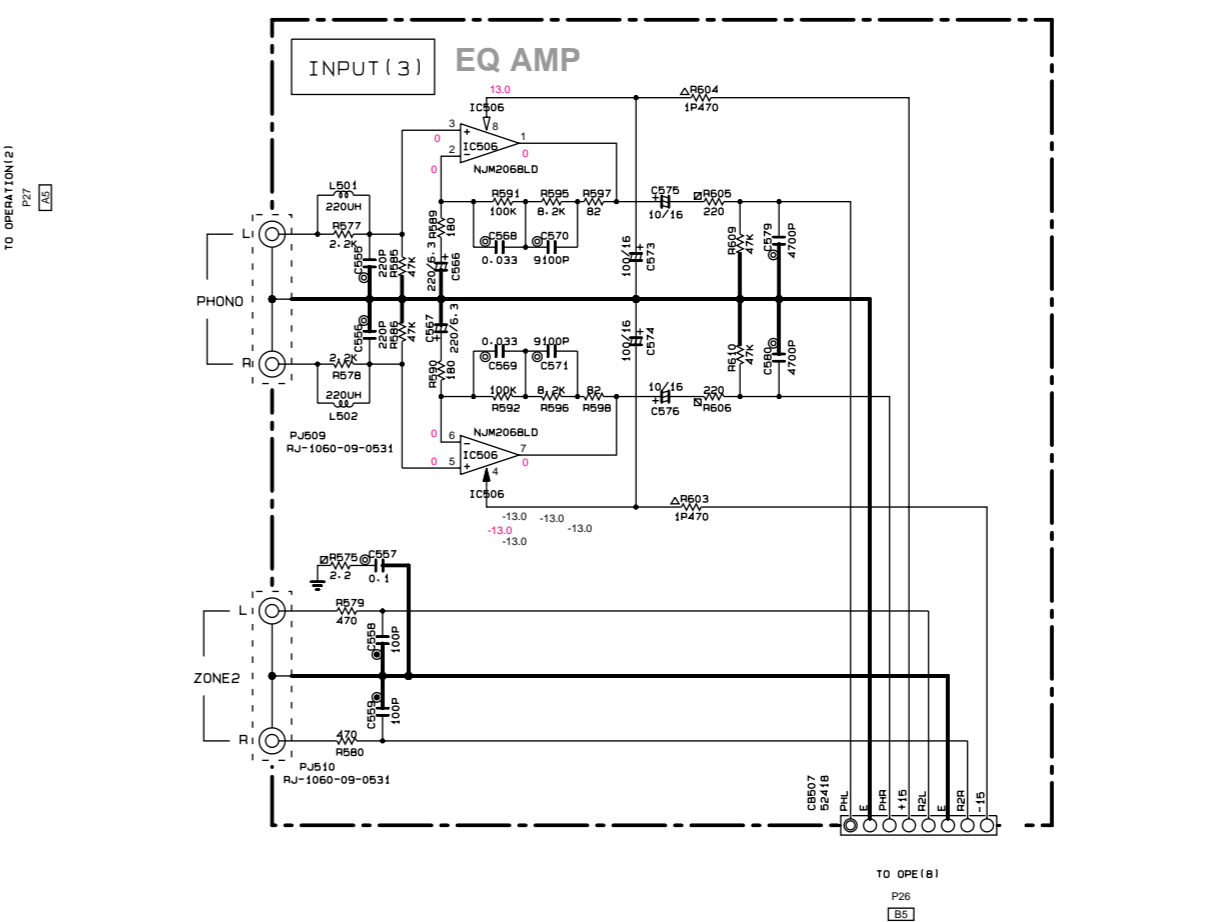 TO OPERATION(2)
P27
A5
INPUT(3)
EQ AMP
13.0
IC506
R604
1P470
3
+
8
1
0
IC506
0
2
-
0
NJM2068LD
L501
220UH
R577
2.2K
C555
220P
R585
47K
R589
180
220/6.3
C566
R591
100K
R595
8.2K
R597
82
C568
0.033
C570
9100P
C575
+
10/16
R605
220
100/16
+
C573
R609
47K
C579
4700P
L
PHONO
R
C556
220P
R586
47K
C567
+
220/6.3
R590
180
2.2K
R578
220UH
L502
0.033
C569
9100P
C571
100K
R592
8.2K
R596
82
R598
100/16
+
C574
10/16
+
C576
220
R606
R610
47K
C580
4700P
PJ509
RJ-1060-09-0531
NJM2068LD
0
6
-
IC506
7
0
0
5
+
4
IC506
R603
1P470
-13.0
-13.0
-13.0
-13.0
-13.0
R575
2.2
C557
0.1
L
R579
470
C558
100P
ZONE2
C559
100P
R
470
R580
PJ510
RJ-1060-09-0531
CB507
52418
PHL
E
PHR
+15
R2L
E
R2R
-15
TO OPE(8)
P26
B5